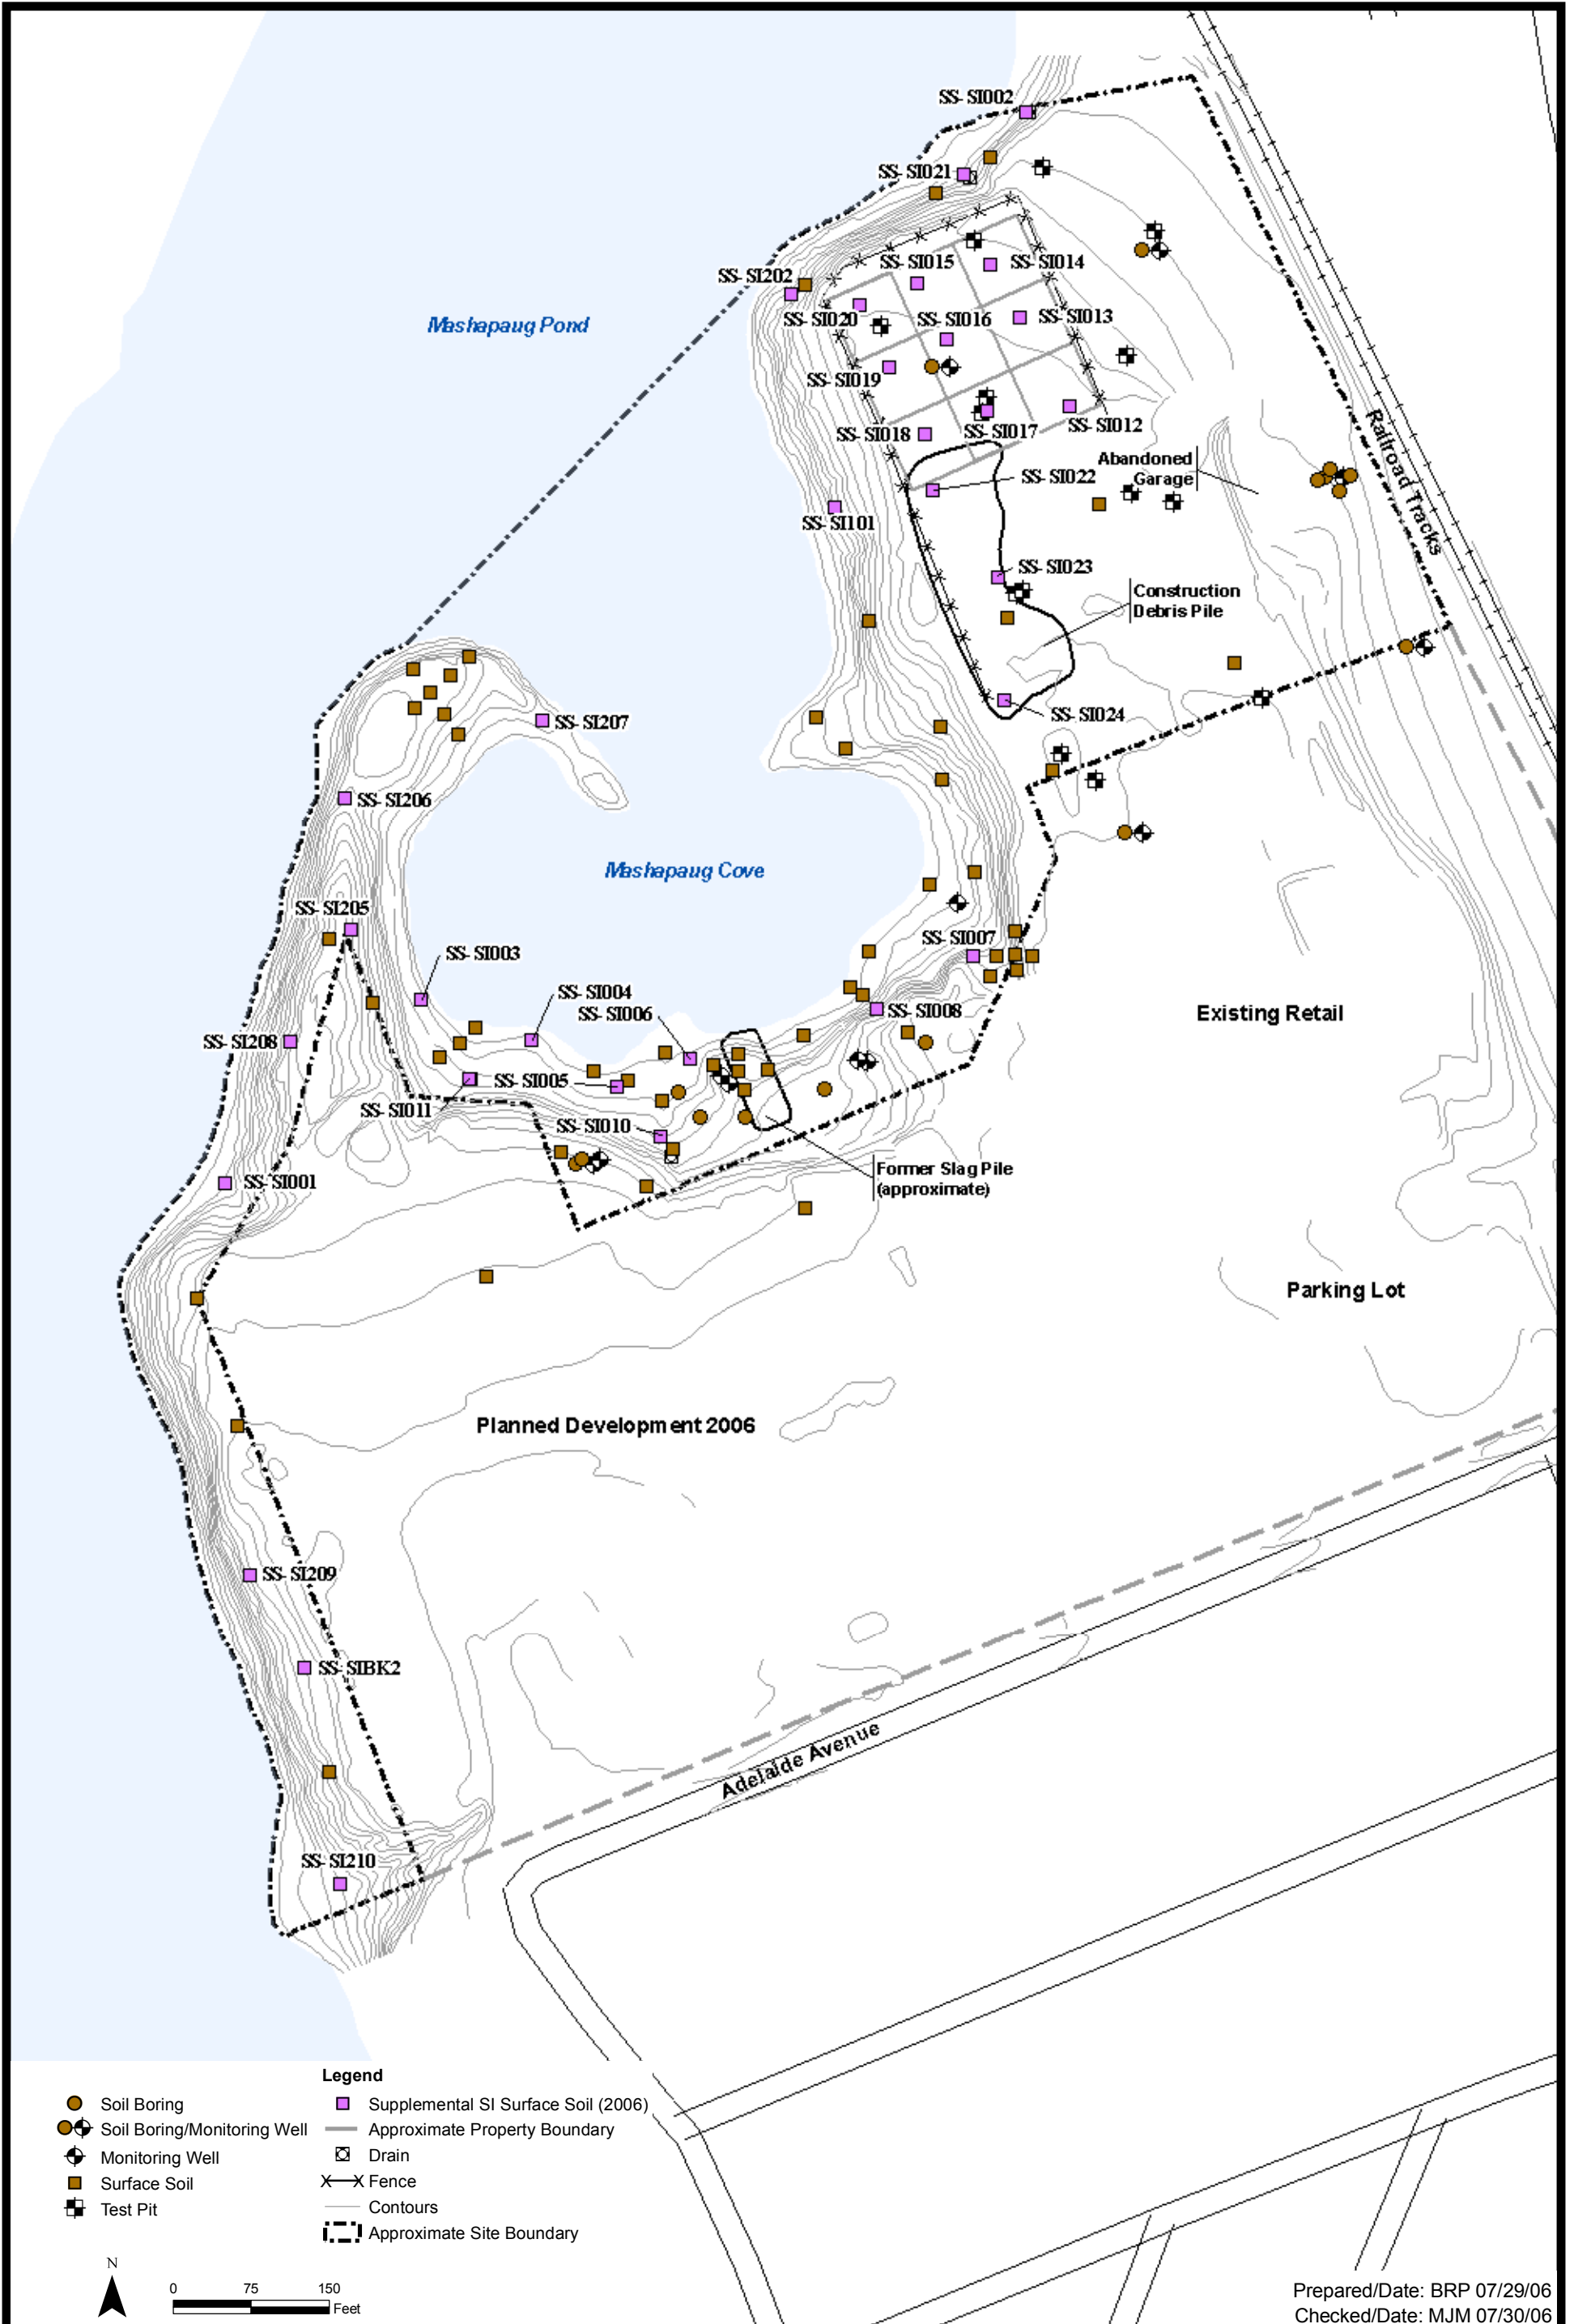 SS-SI002
SS-SI021
SS-SI015
SS-SI014
SS-SI202
SS-SI020
SS-SI016
SS-SI013
Mashapaug Pond
SS-SI019
SS-SI018
SS-SI017
SS-SI012
Railroad Tracks
Abandoned
Garage
SS-SI022
SS-SI101
SS-SI023
Construction
Debris Pile
SS-SI024
SS-SI207
SS-SI206
Mashapaug Cove
SS-SI205
SS-SI007
SS-SI003
SS-SI004
SS-SI006
SS-SI008
Existing Retail
SS-SI208
SS-SI005
SS-SI011
SS-SI010
Former Slag Pile
(approximate)
SS-SI001
Parking Lot
Planned Development 2006
SS-SI209
SS-SIBK2
Adelaide Avenue
SS-SI210
Legend
Soil Boring
Soil Boring/Monitoring Well
Monitoring Well
Surface Soil
Test Pit
Supplemental SI Surface Soil (2006)
Approximate Property Boundary
Drain
Fence
Contours
Approximate Site Boundary
N
0 75 150
Feet
Prepared/Date: BRP 07/29/06
Checked/Date: MJM 07/30/06